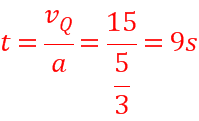 t = v_Q/a = 15/(5/3) = 9s